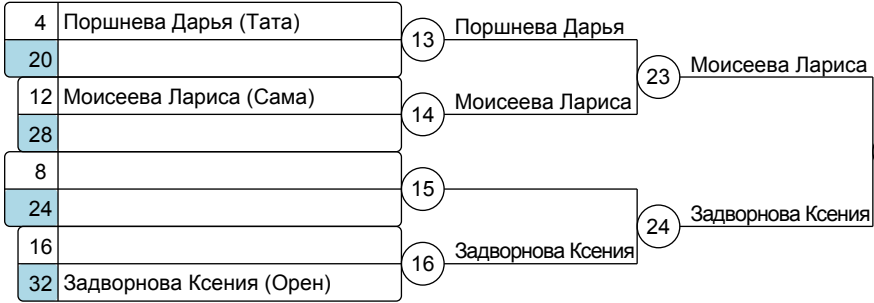 4 Поршнева Дарья (Тата)
20
12 Моисеева Лариса (Сама)
28
8
24
16
32 Задворнова Ксения (Орен)
13 Поршнева Дарья
14 Моисеева Лариса
15
16 Задворнова Ксения
23 Моисеева Лариса
24 Задворнова Ксения